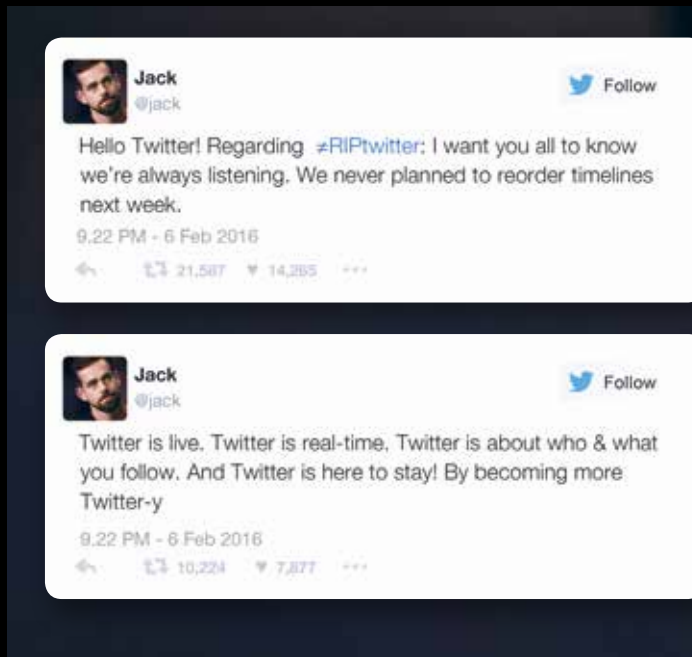 Jack
Follow
@jack
Hello Twitter! Regarding ≠RIPtwitter: I want you all to know
we're always listening. We never planned to reorder timelines
next week.
9.22 PM - 6 Feb 2016
21,587 14,265
Jack
Follow
@jack
Twitter is live. Twitter is real-time. Twitter is about who & what
you follow. And Twitter is here to stay! By becoming more
Twitter-y
9.22 PM - 6 Feb 2016
10,224 7,877